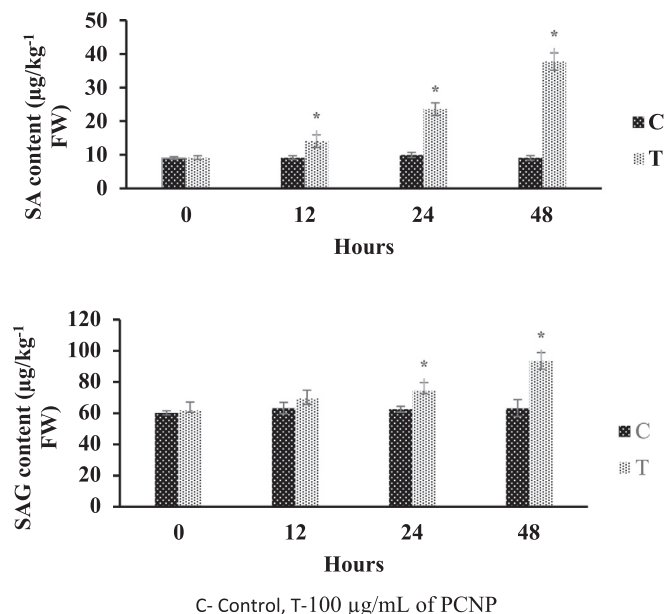 SA content (µg/kg⁻¹
FW)
50
40
30
20
10
0
*
*
*
C
T
0 12 24 48
Hours
SAG content (µg/kg⁻¹
FW)
120
100
80
60
40
20
0
*
*
C
T
0 12 24 48
Hours
C- Control, T-100 µg/mL of PCNP